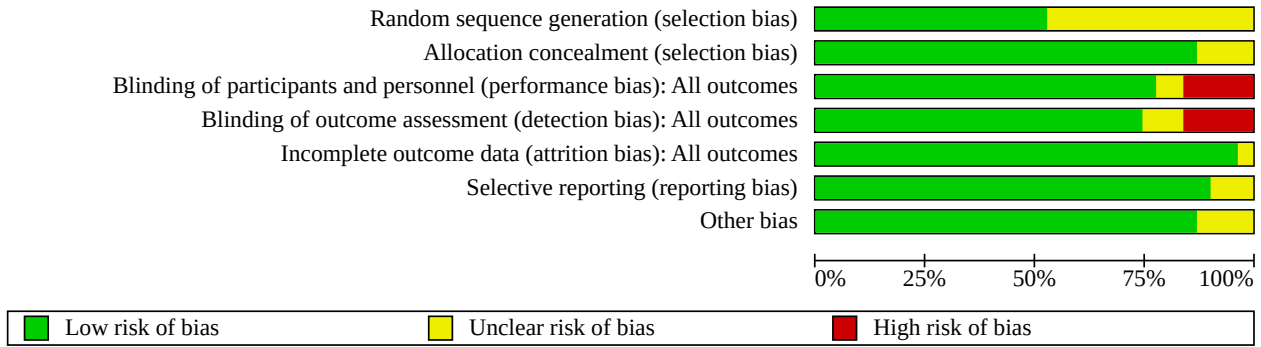 Random sequence generation (selection bias)
Allocation concealment (selection bias)
Blinding of participants and personnel (performance bias): All outcomes
Blinding of outcome assessment (detection bias): All outcomes
Incomplete outcome data (attrition bias): All outcomes
Selective reporting (reporting bias)
Other bias
0% 25% 50% 75% 100%
Low risk of bias Unclear risk of bias High risk of bias